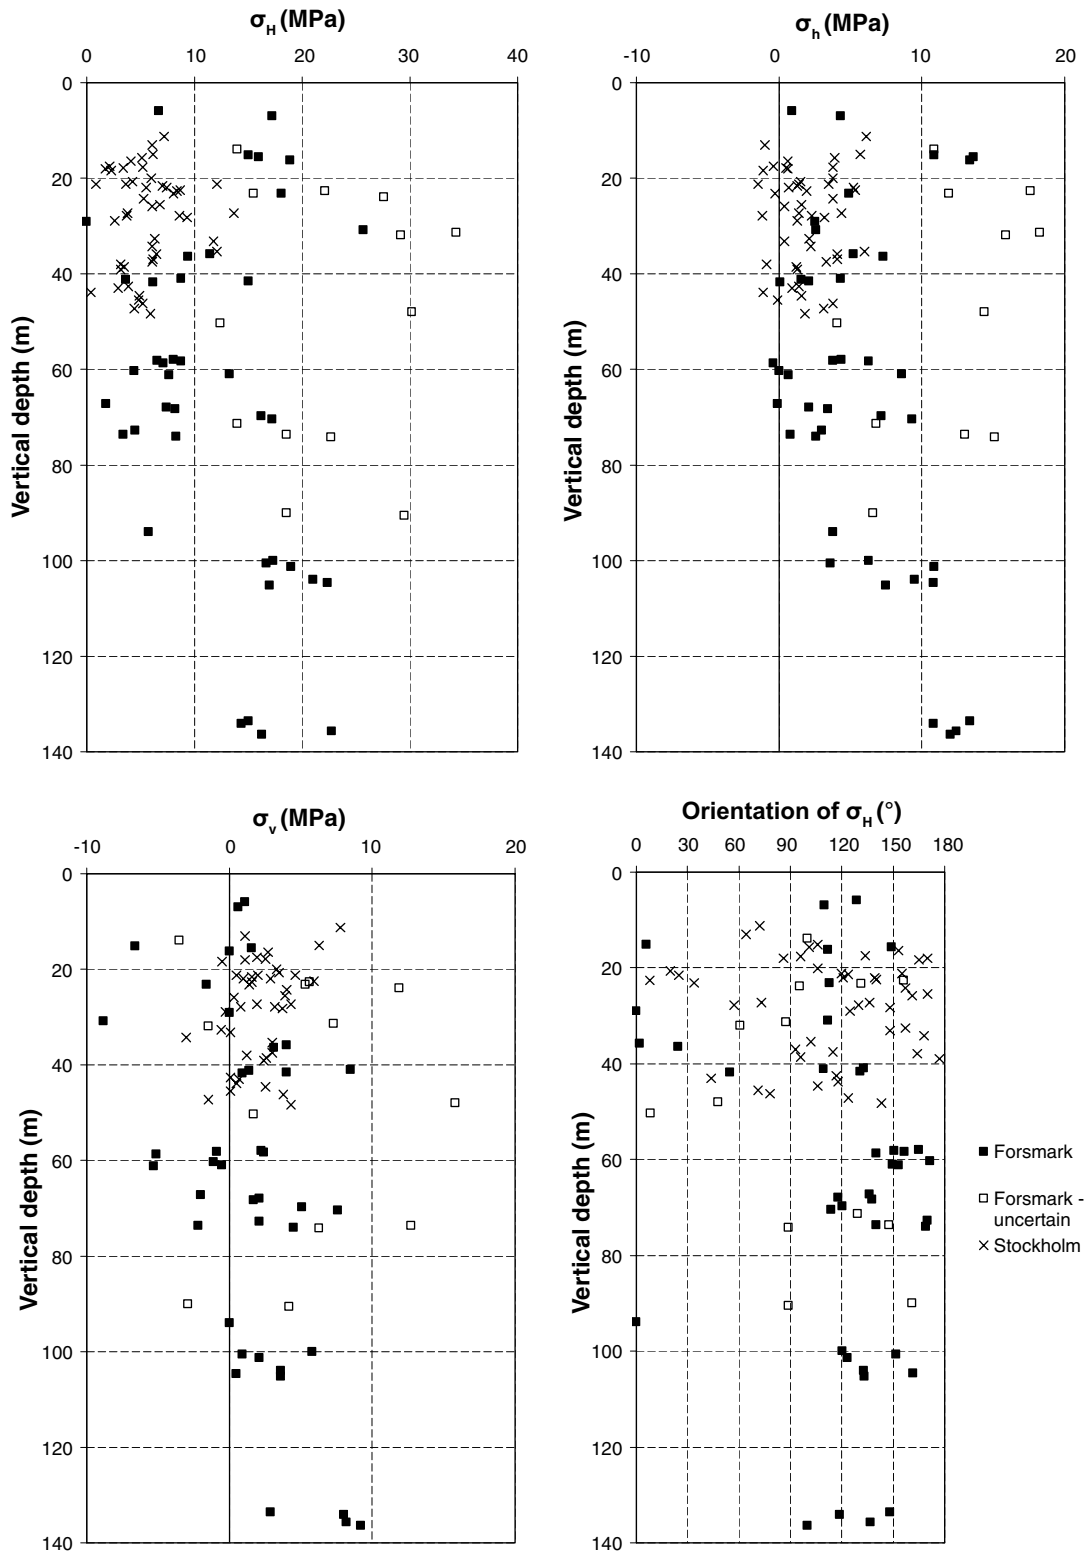 σH (MPa)
0 10 20 30 40
0
20
40
60
80
100
120
140
Vertical depth (m)
σh (MPa)
-10 0 10 20
0
20
40
60
80
100
120
140
Vertical depth (m)
σv (MPa)
-10 0 10 20
0
20
40
60
80
100
120
140
Vertical depth (m)
Orientation of σH (°)
0 30 60 90 120 150 180
0
20
40
60
80
100
120
140
Vertical depth (m)
Forsmark
Forsmark -
uncertain
Stockholm